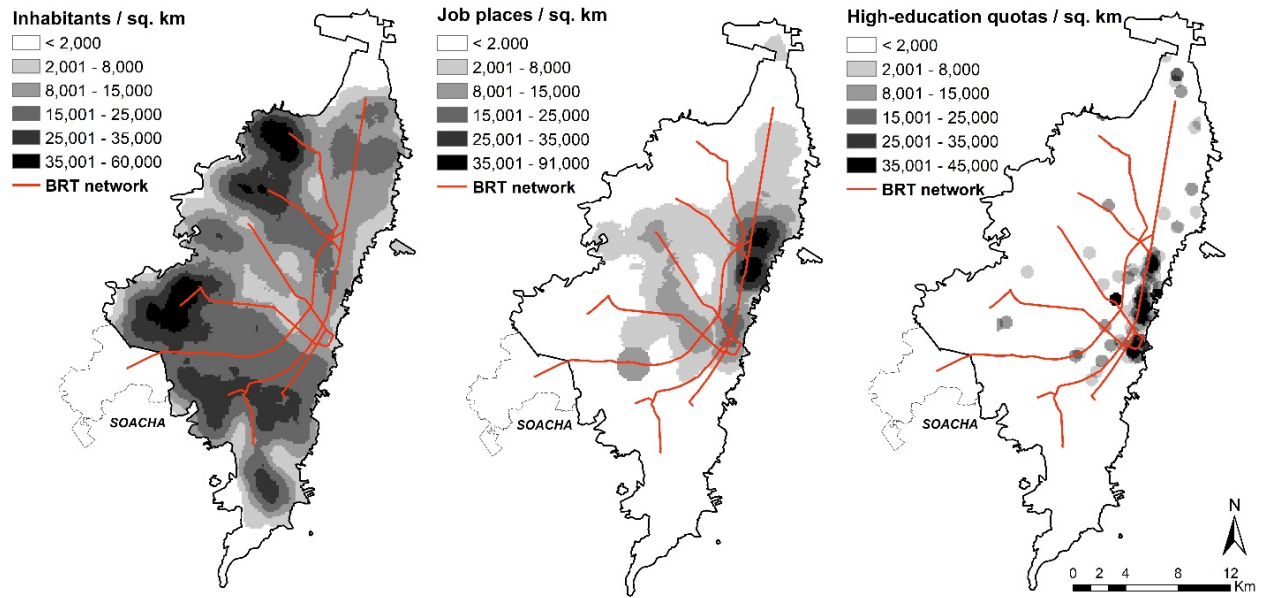 Inhabitants / sq. km
< 2,000
2,001 - 8,000
8,001 - 15,000
15,001 - 25,000
25,001 - 35,000
35,001 - 60,000
BRT network
SOACHA
Job places / sq. km
< 2.000
2,001 - 8,000
8,001 - 15,000
15,001 - 25,000
25,001 - 35,000
35,001 - 91,000
BRT network
SOACHA
High-education quotas / sq. km
< 2,000
2,001 - 8,000
8,001 - 15,000
15,001 - 25,000
25,001 - 35,000
35,001 - 45,000
BRT network
SOACHA
N
0 2 4 8 12
Km